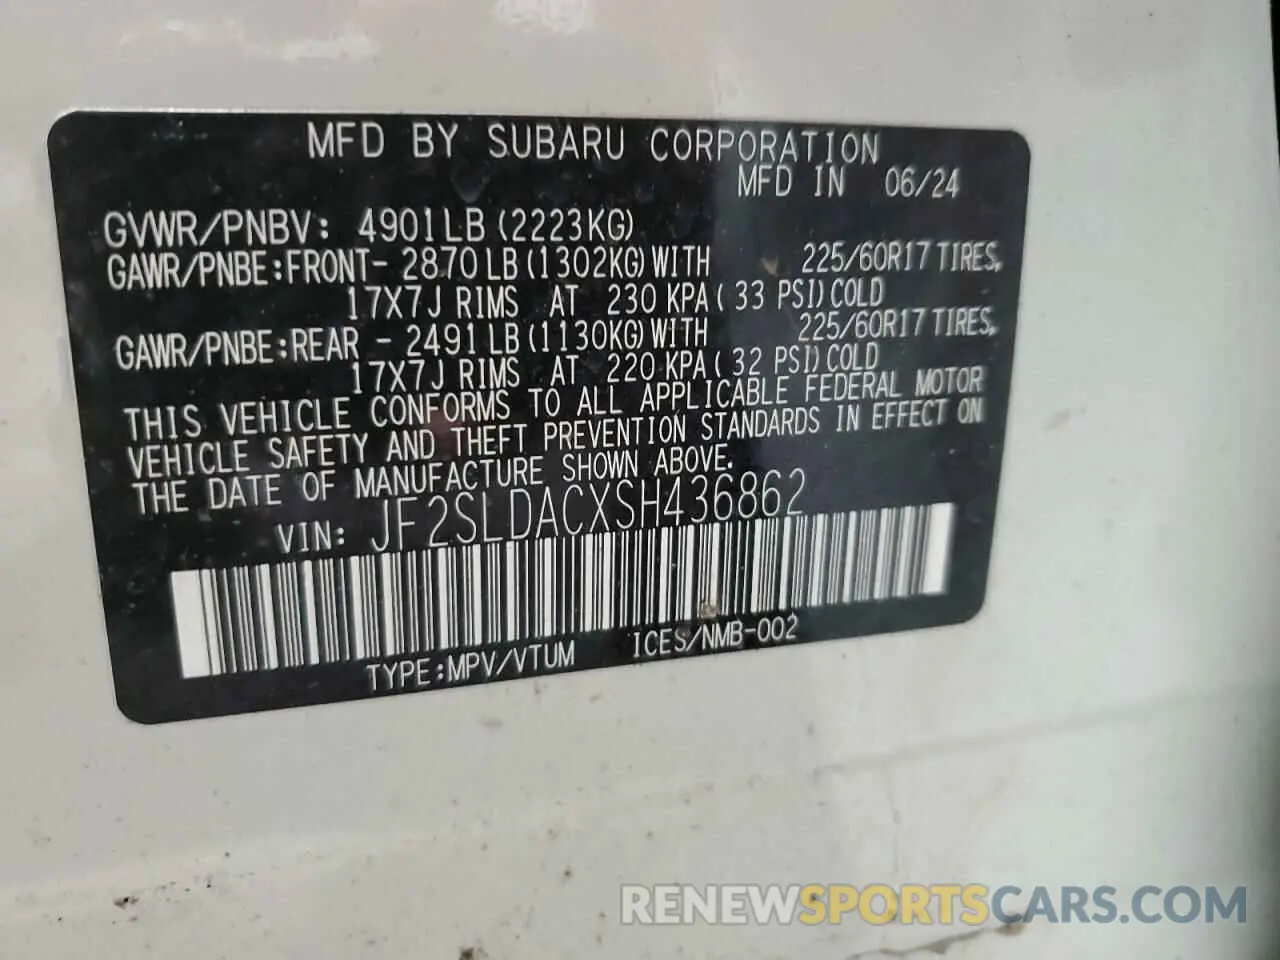 MFD BY SUBARU CORPORATION
MFD IN 06/24
GVWR/PNBV: 4901LB (2223KG)
GAWR/PNBE:FRONT- 2870LB (1302KG) WITH 225/60R17 TIRES,
17X7J RIMS AT 230 KPA ( 33 PSI) COLD
GAWR/PNBE:REAR - 2491LB (1130KG) WITH 225/60R17 TIRES,
17X7J RIMS AT 220 KPA ( 32 PSI) COLD
THIS VEHICLE CONFORMS TO ALL APPLICABLE FEDERAL MOTOR
VEHICLE SAFETY AND THEFT PREVENTION STANDARDS IN EFFECT ON
THE DATE OF MANUFACTURE SHOWN ABOVE.
VIN: JF2SLDACXSH436862
TYPE:MPV/VTUM ICES/NMB-002
RENEWSPORTSCARS.COM